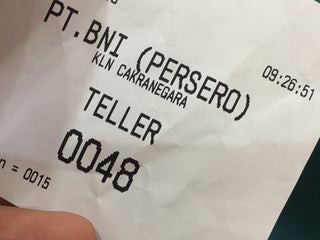 PT.BNI (PERSERO)
KLN CAKRANEGARA
09:26:51
TELLER
0048
n = 0015